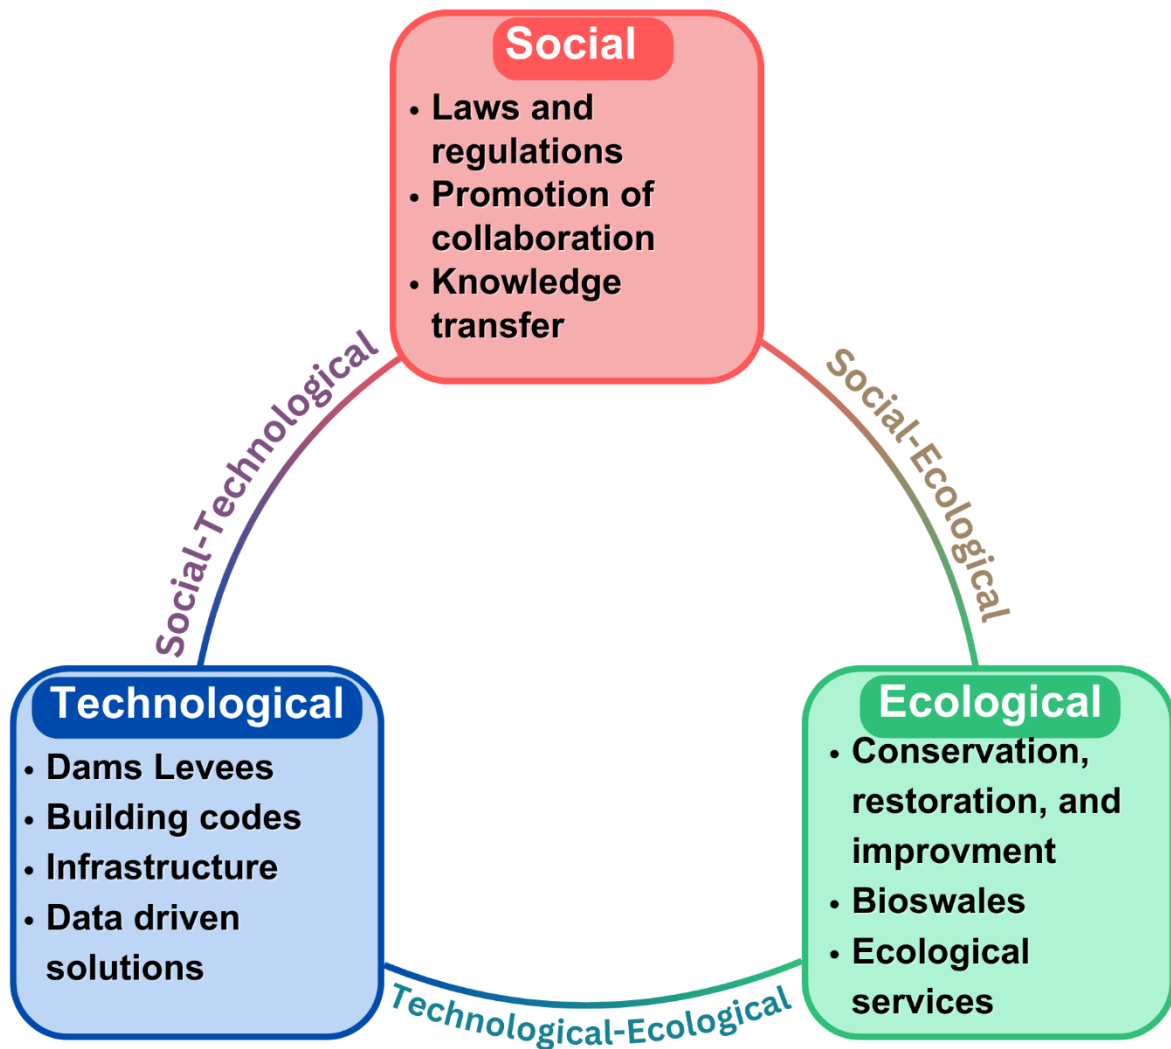 Social
• Laws and
regulations
• Promotion of
collaboration
• Knowledge
transfer
Social-Technological
Social-Ecological
Technological
• Dams Levees
• Building codes
• Infrastructure
• Data driven
solutions
Ecological
• Conservation,
restoration, and
improvment
• Bioswales
• Ecological
services
Technological-Ecological